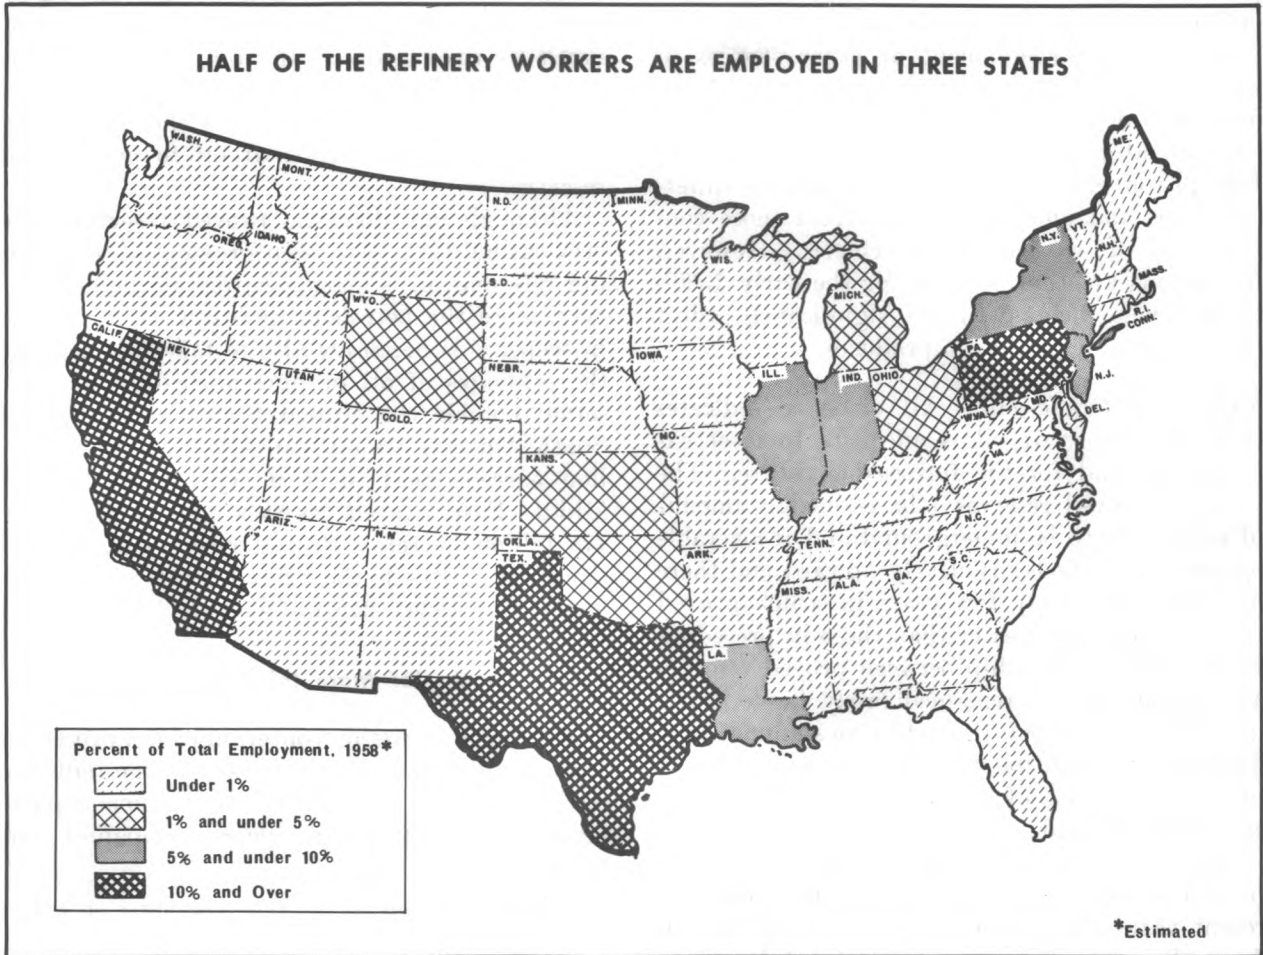 HALF OF THE REFINERY WORKERS ARE EMPLOYED IN THREE STATES
WASH.
MONT.
N.D.
MINN.
ME.
OREG.
IDAHO
N.Y.
VT.
N.H.
MASS.
R.I.
CONN.
WIS.
MICH.
S.D.
WYO.
CALIF.
NEV.
UTAH
COLO.
NEBR.
IOWA
ILL.
IND.
OHIO
PA.
N.J.
MD.
DEL.
W.VA.
VA.
KY.
MO.
KANS.
ARIZ.
N.M
OKLA.
TEX.
ARK.
TENN.
N.C.
S.C.
MISS.
ALA.
GA.
LA.
FLA.
Percent of Total Employment, 1958*
Under 1%
1% and under 5%
5% and under 10%
10% and Over
*Estimated